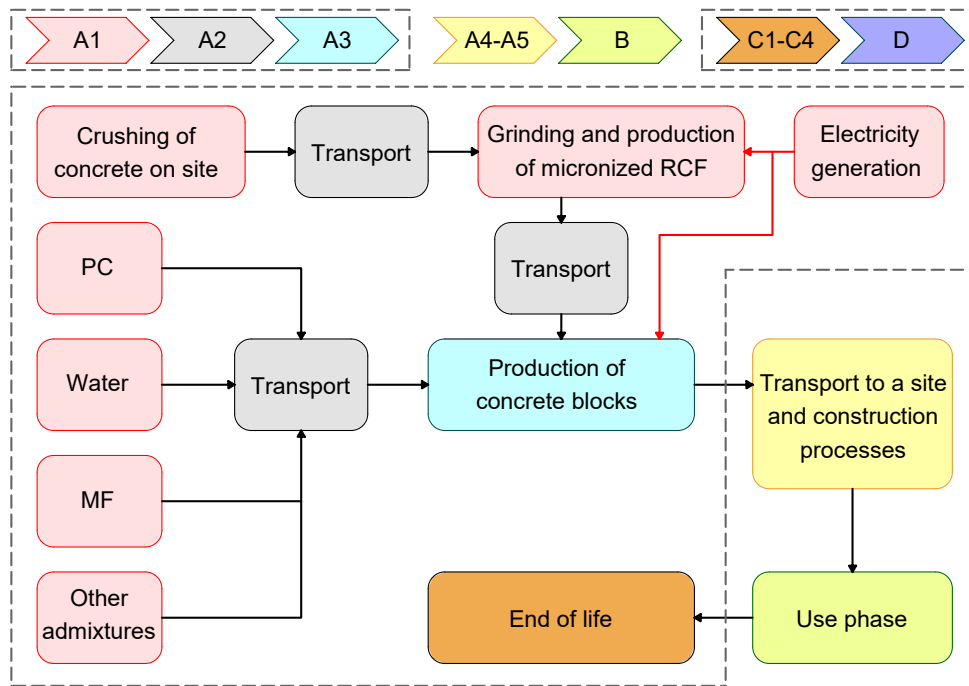 A1
A2
A3
A4-A5
B
C1-C4
D
Crushing of
concrete on site
Transport
Grinding and production
of micronized RCF
Electricity
generation
PC
Transport
Water
Transport
Production of
concrete blocks
Transport to a site
and construction
processes
MF
Other
admixtures
End of life
Use phase